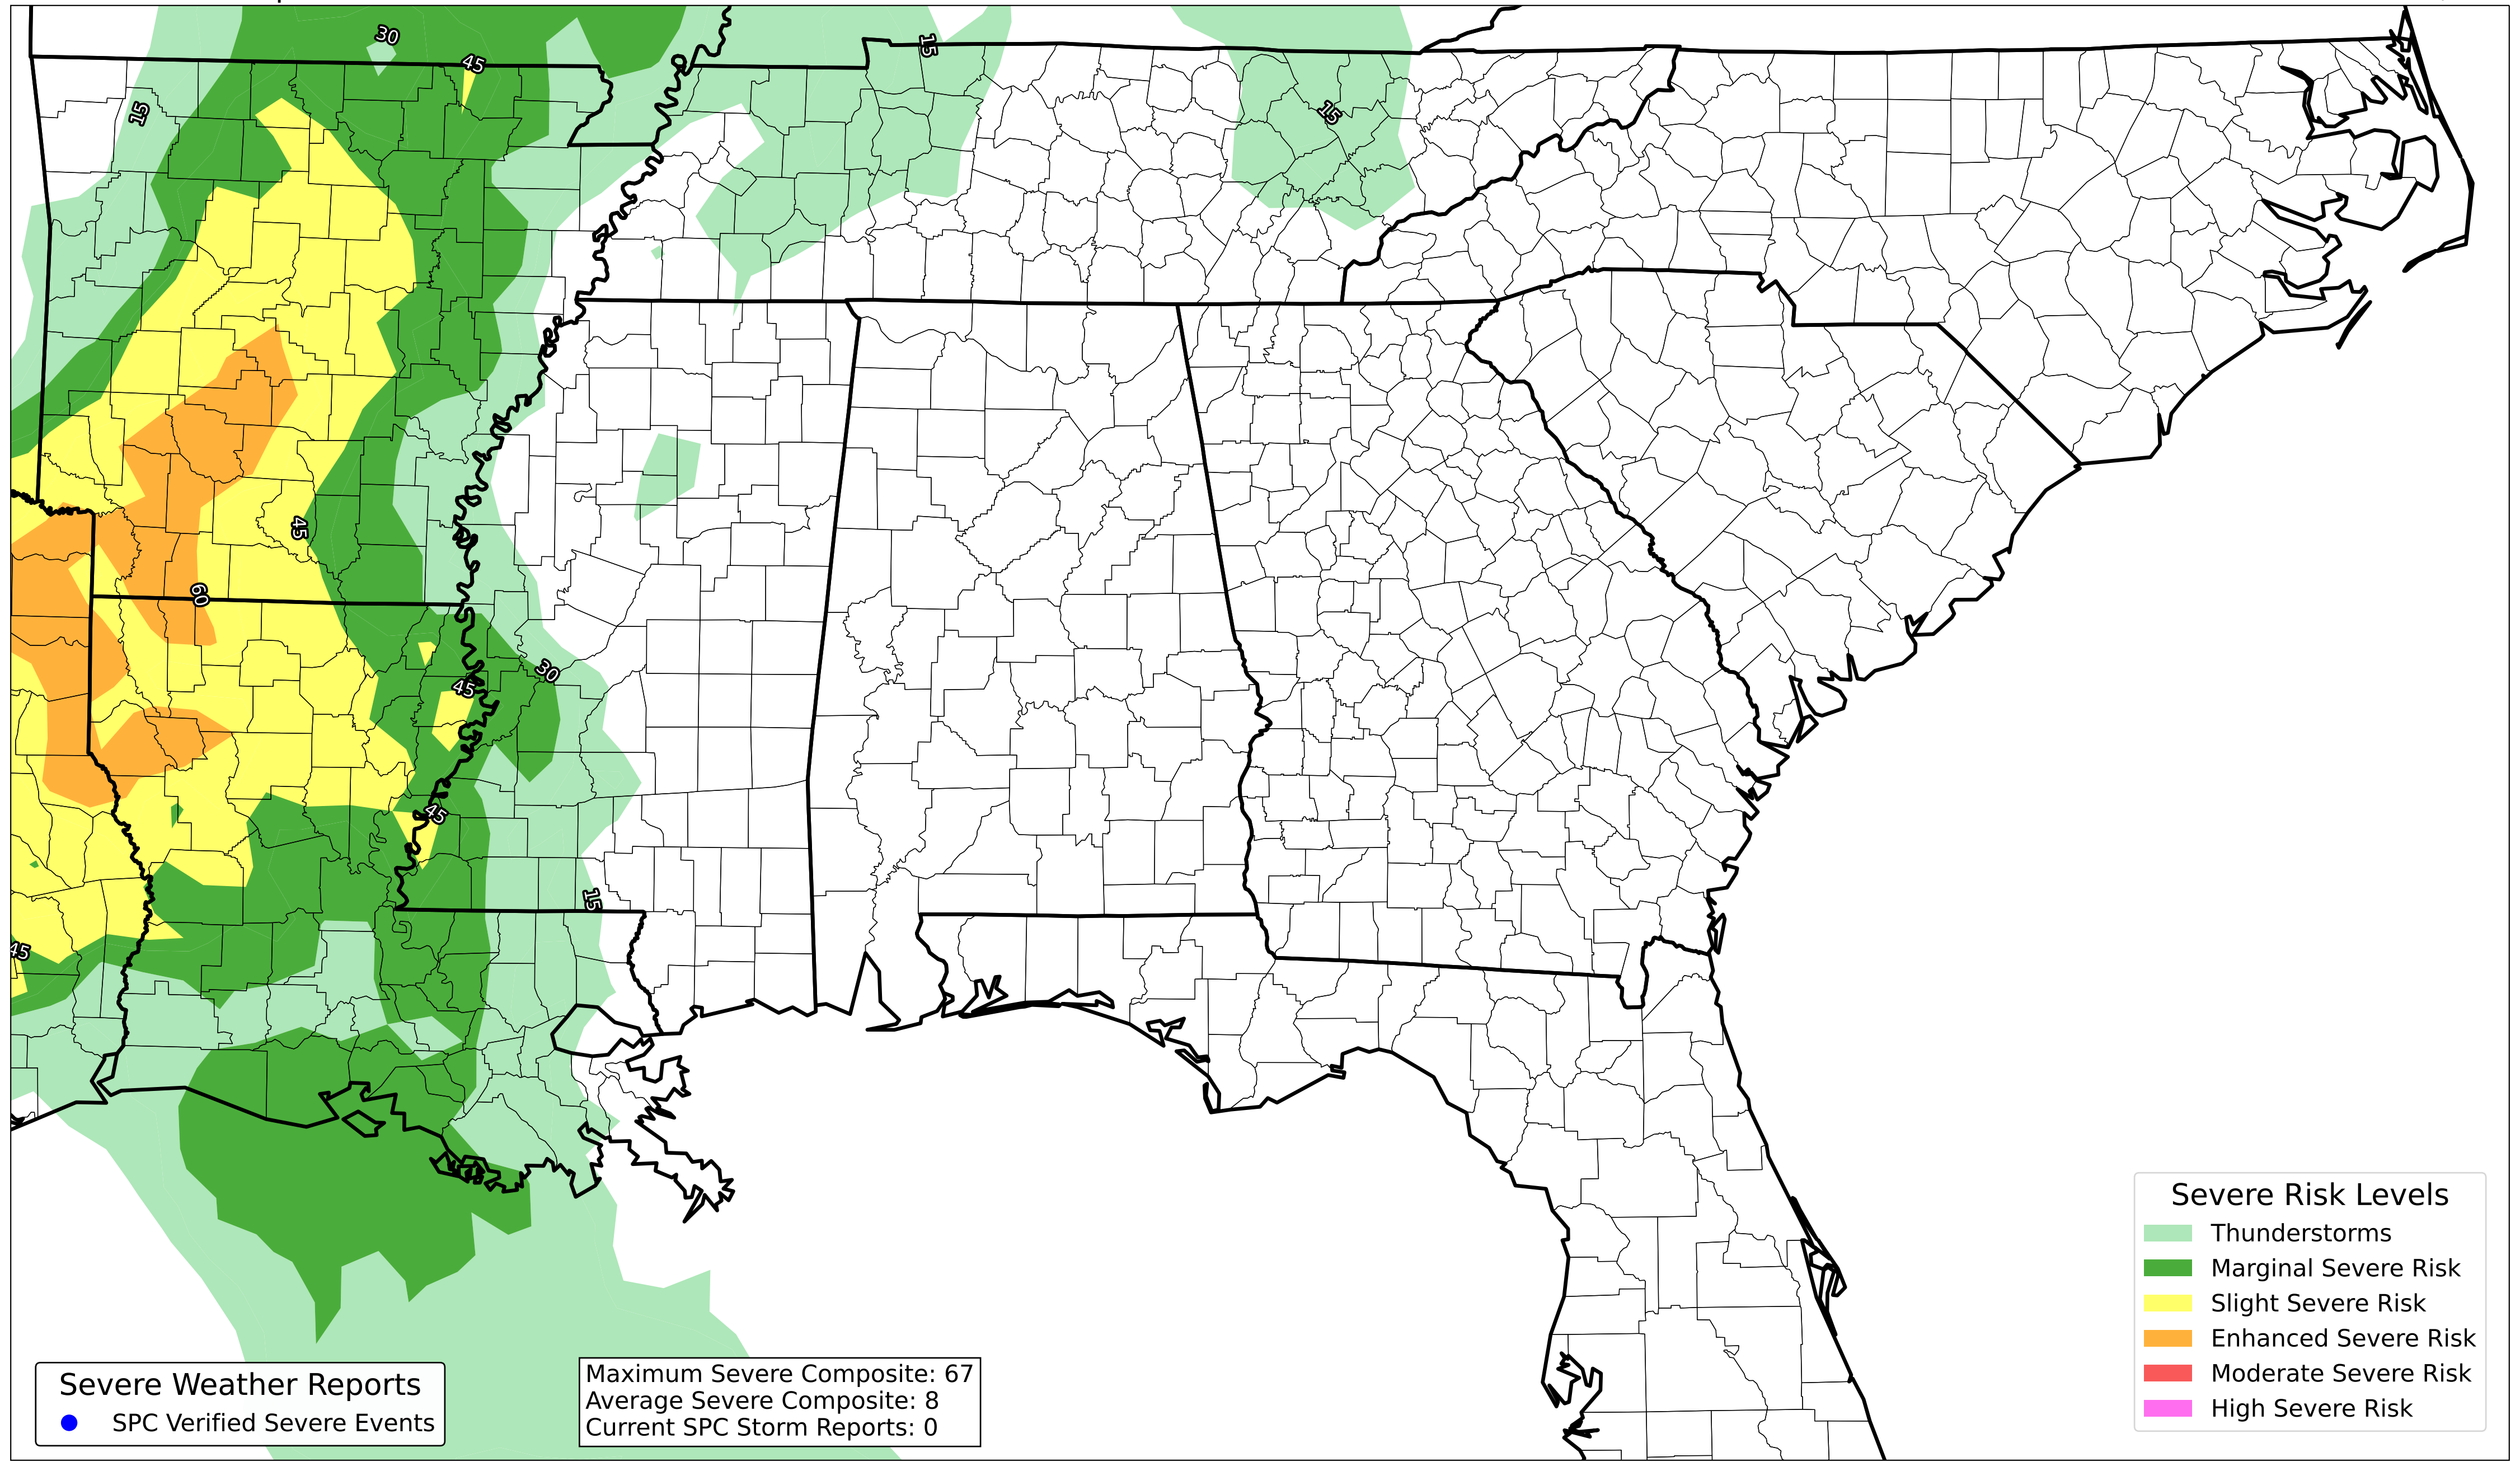 30
45
15
15
15
45
60
30
45
45
15
45
Severe Risk Levels
Thunderstorms
Marginal Severe Risk
Slight Severe Risk
Enhanced Severe Risk
Moderate Severe Risk
High Severe Risk
Severe Weather Reports
SPC Verified Severe Events
Maximum Severe Composite: 67
Average Severe Composite: 8
Current SPC Storm Reports: 0